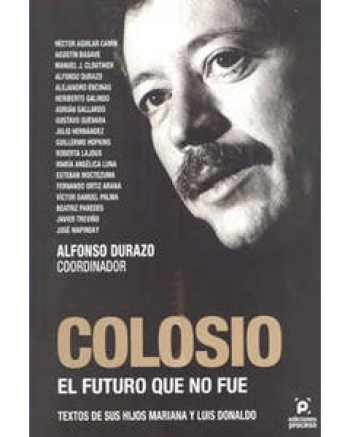 HÉCTOR AGUILAR CAMÍN
AGUSTÍN BASAVE
MANUEL J. CLOUTHIER
ALFONSO DURAZO
ALEJANDRO ENCINAS
HERIBERTO GALINDO
ADRIÁN GALLARDO
GUSTAVO GUEVARA
JULIO HERNÁNDEZ
GUILLERMO HOPKINS
ROBERTA LAJOUS
MARÍA ANGÉLICA LUNA
ESTEBAN MOCTEZUMA
FERNANDO ORTIZ ARANA
VÍCTOR SAMUEL PALMA
BEATRIZ PAREDES
JAVIER TREVIÑO
JOSÉ WAPINSKY
ALFONSO DURAZO
COORDINADOR
COLOSIO
EL FUTURO QUE NO FUE
TEXTOS DE SUS HIJOS MARIANA Y LUIS DONALDO
ediciones
proceso